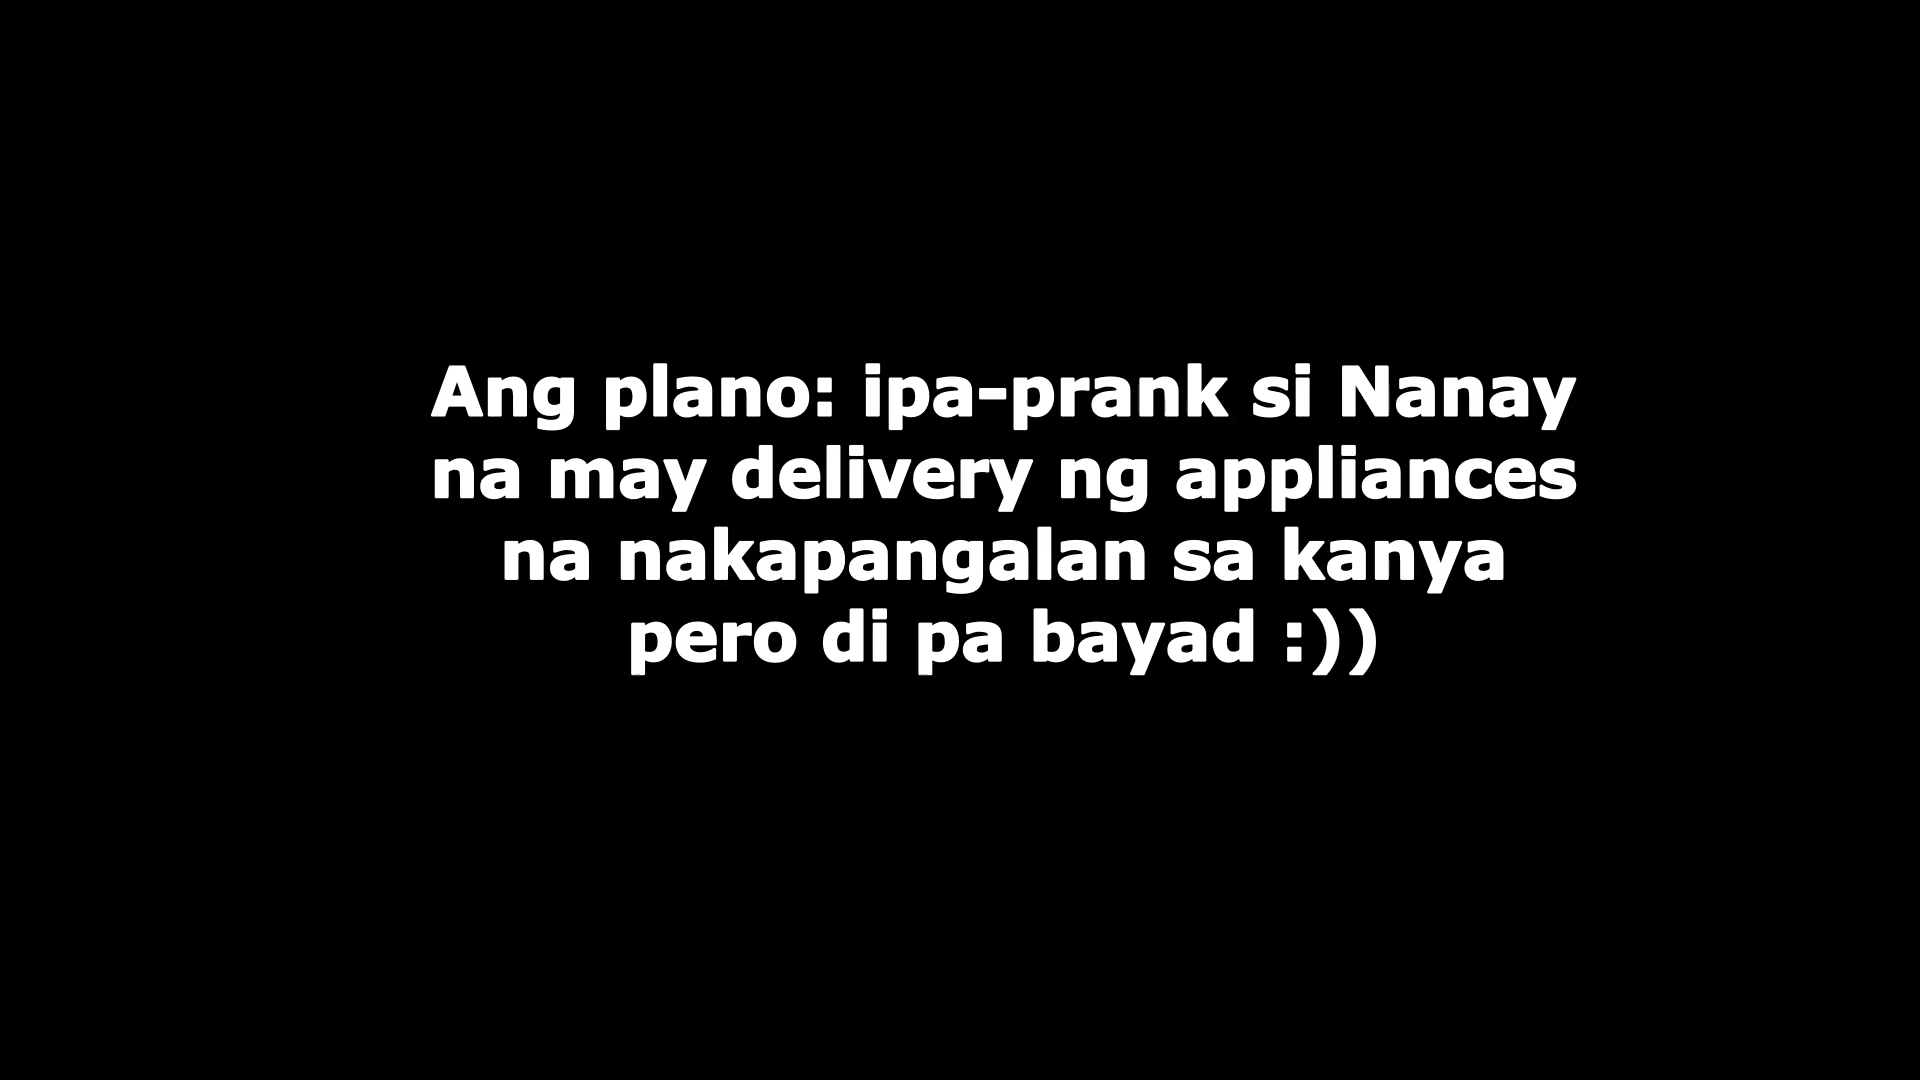 Ang plano: ipa-prank si Nanay
na may delivery ng appliances
na nakapangalan sa kanya
pero di pa bayad :))